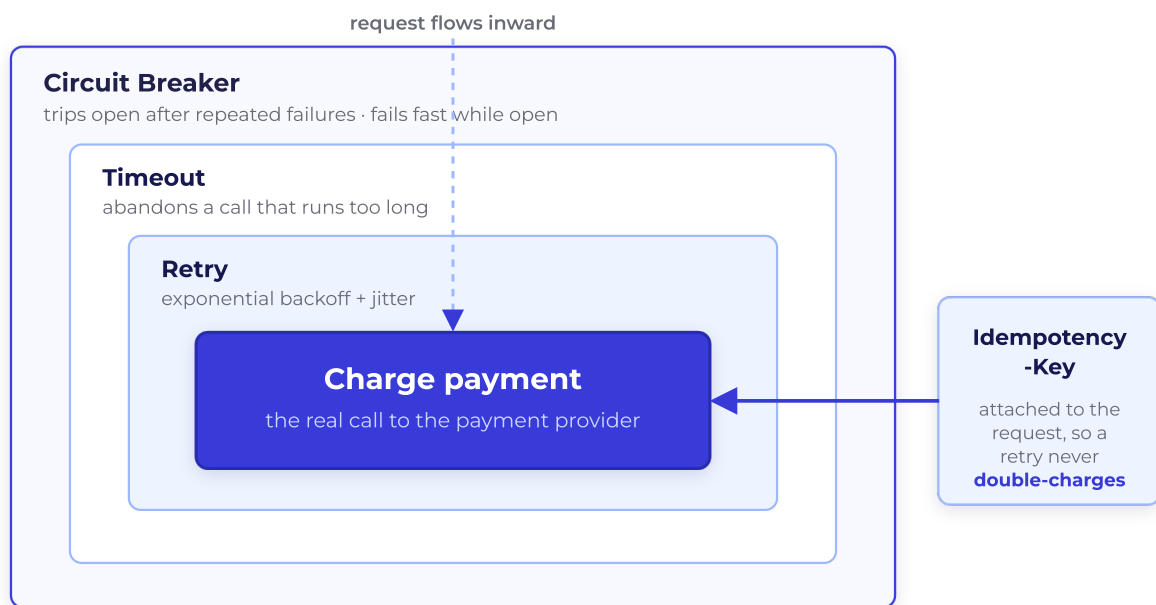 request flows inward
Circuit Breaker
trips open after repeated failures · fails fast while open
Timeout
abandons a call that runs too long
Retry
exponential backoff + jitter
Charge payment
the real call to the payment provider
Idempotency
-Key
attached to the
request, so a
retry never
double-charges